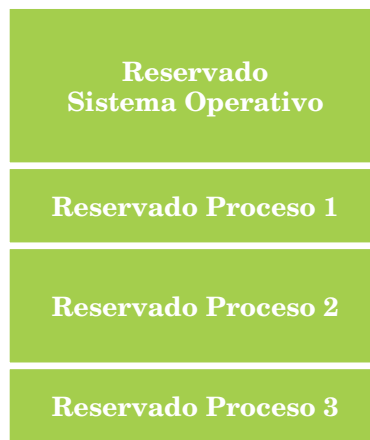 Reservado
Sistema Operativo
Reservado Proceso 1
Reservado Proceso 2
Reservado Proceso 3